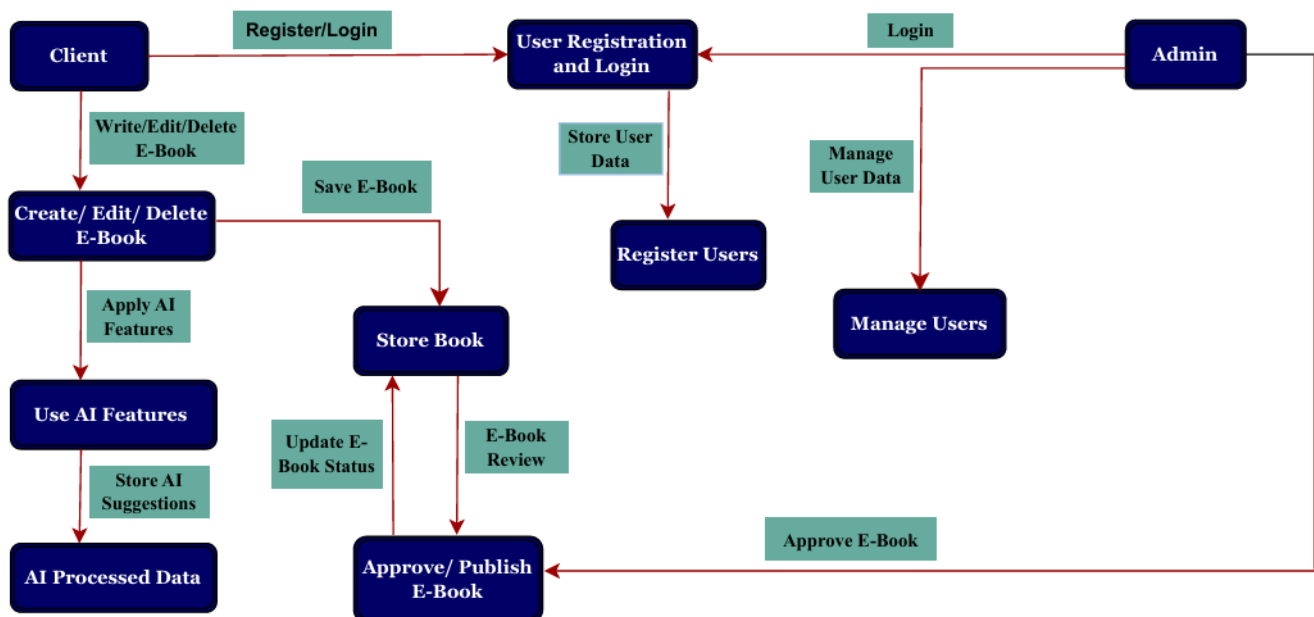 Client
Register/Login
User Registration
and Login
Login
Admin
Write/Edit/Delete
E-Book
Store User
Data
Manage
User Data
Create/ Edit/ Delete
E-Book
Save E-Book
Register Users
Apply AI
Features
Store Book
Manage Users
Use AI Features
Update E-
Book Status
E-Book
Review
Store AI
Suggestions
Approve E-Book
AI Processed Data
Approve/ Publish
E-Book